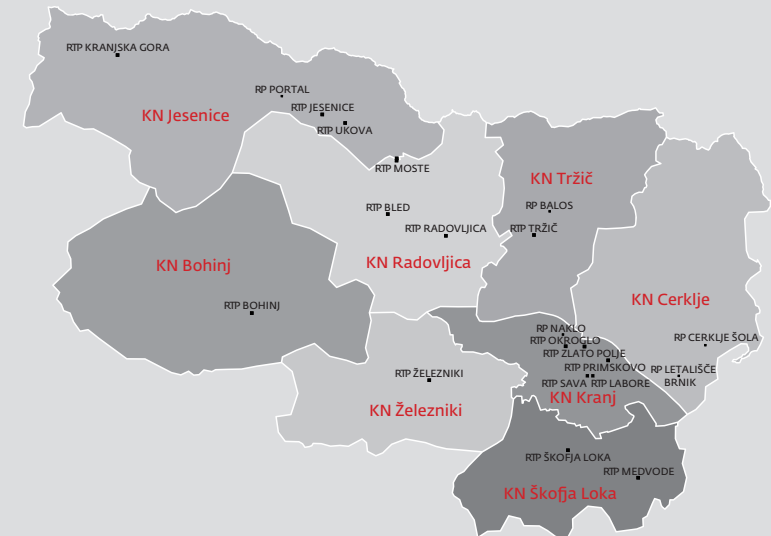 RTP KRANJSKA GORA
RP PORTAL
KN Jesenice
RTP JESENICE
RTP UKOVA
RTP MOSTE
KN Tržič
RTP BLED
RP BALOS
RTP RADOVLJICA
RTP TRŽIČ
KN Bohinj
KN Radovljica
KN Cerklje
RTP BOHINJ
RP NAKLO
RTP OKROGLO
RP CERKLJE ŠOLA
RTP ZLATO POLJE
RTP ŽELEZNIKI
RTP PRIMSKOVO
RP LETALIŠČE
BRNIK
RTP SAVA
RTP LABORE
KN Kranj
KN Železniki
RTP ŠKOFJA LOKA
RTP MEDVODE
KN Škofja Loka